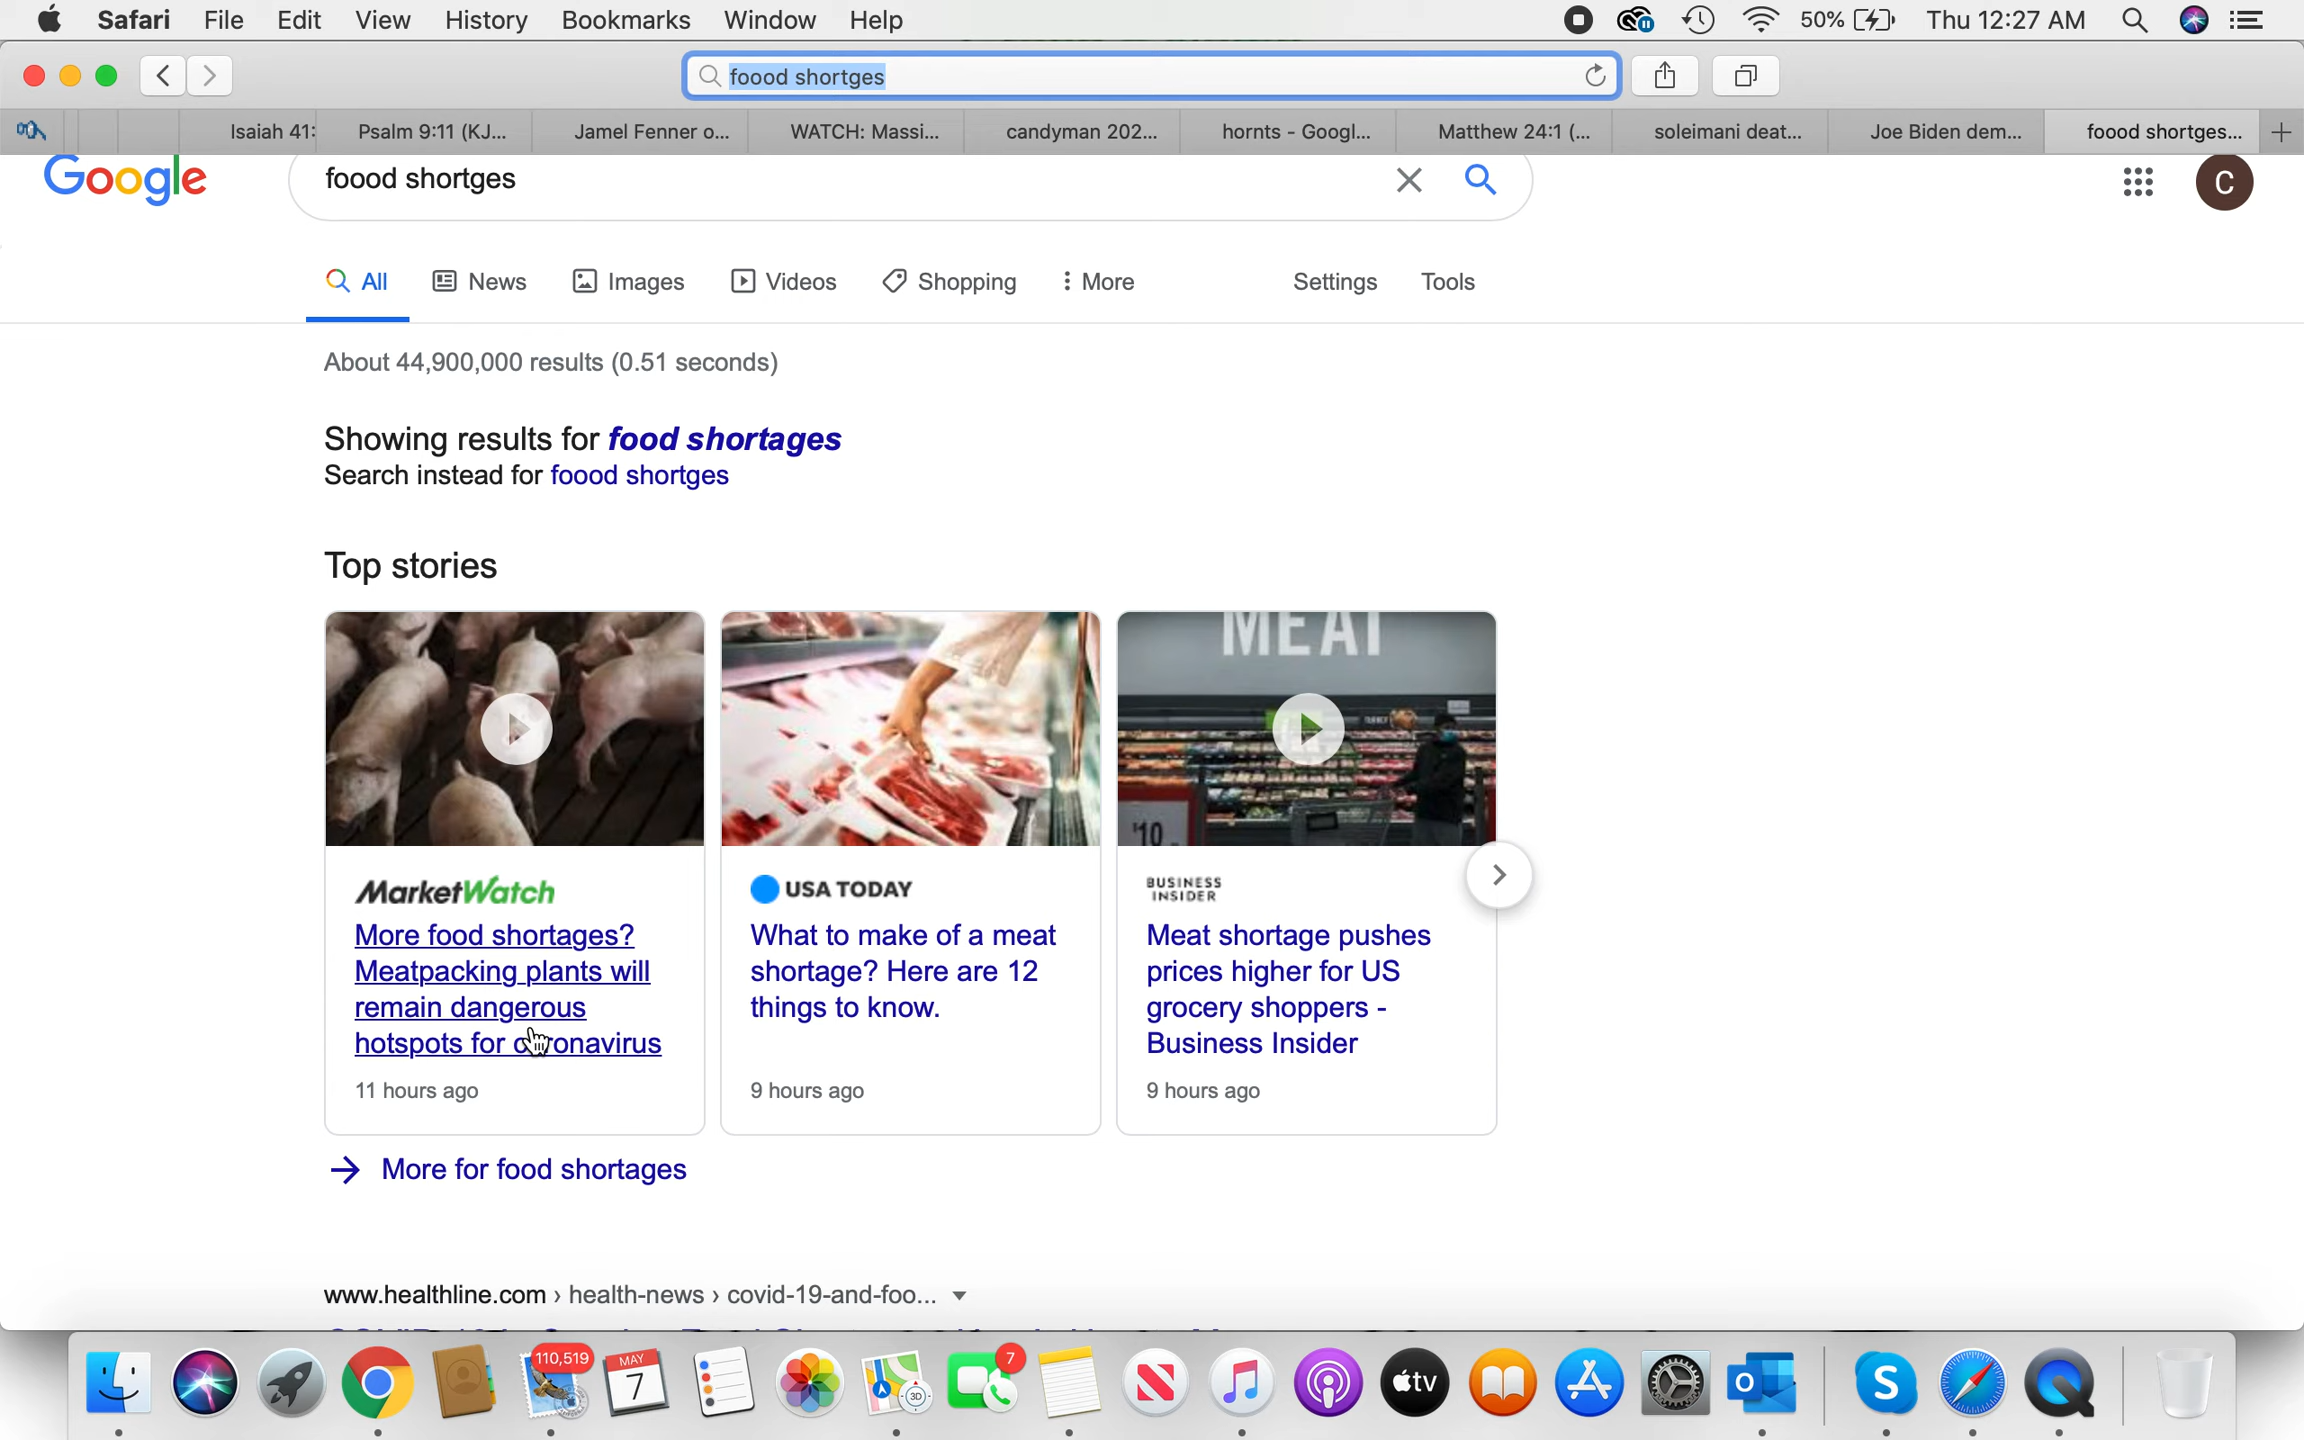 Safari File Edit View History Bookmarks Window Help 50% Thu 12:27 AM
foood shortges
Isaiah 41: Psalm 9:11 (KJ... Jamel Fenner o... WATCH: Massi... candyman 202... hornts - Googl... Matthew 24:1 (... soleimani deat... Joe Biden dem... foood shortges...
Google foood shortges C
All News Images Videos Shopping More Settings Tools
About 44,900,000 results (0.51 seconds)
Showing results for food shortages
Search instead for foood shortges
Top stories
MEAT
10
MarketWatch
More food shortages?
Meatpacking plants will
remain dangerous
hotspots for coronavirus
11 hours ago
USA TODAY
What to make of a meat
shortage? Here are 12
things to know.
9 hours ago
BUSINESS
INSIDER
Meat shortage pushes
prices higher for US
grocery shoppers -
Business Insider
9 hours ago
More for food shortages
www.healthline.com › health-news › covid-19-and-foo...
110,519 MAY 7 3D 7 tv O S